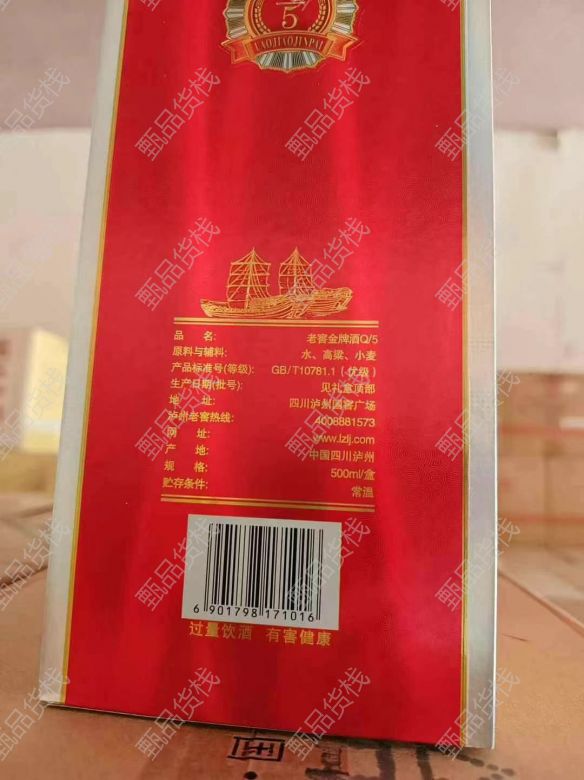 5
LAOJIAOJINPAI
品 名: 老窖金牌酒Q/5
原料与辅料: 水、高粱、小麦
产品标准号(等级): GB/T10781.1(优级)
生产日期(批号): 见礼盒顶部
地 址: 四川泸州国窖广场
泸州老窖热线: 4008881573
网 址: www.lzlj.com
产 地: 中国四川泸州
规 格: 500ml/盒
贮存条件: 常温
6 901798 171016
过量饮酒 有害健康
甄品货栈